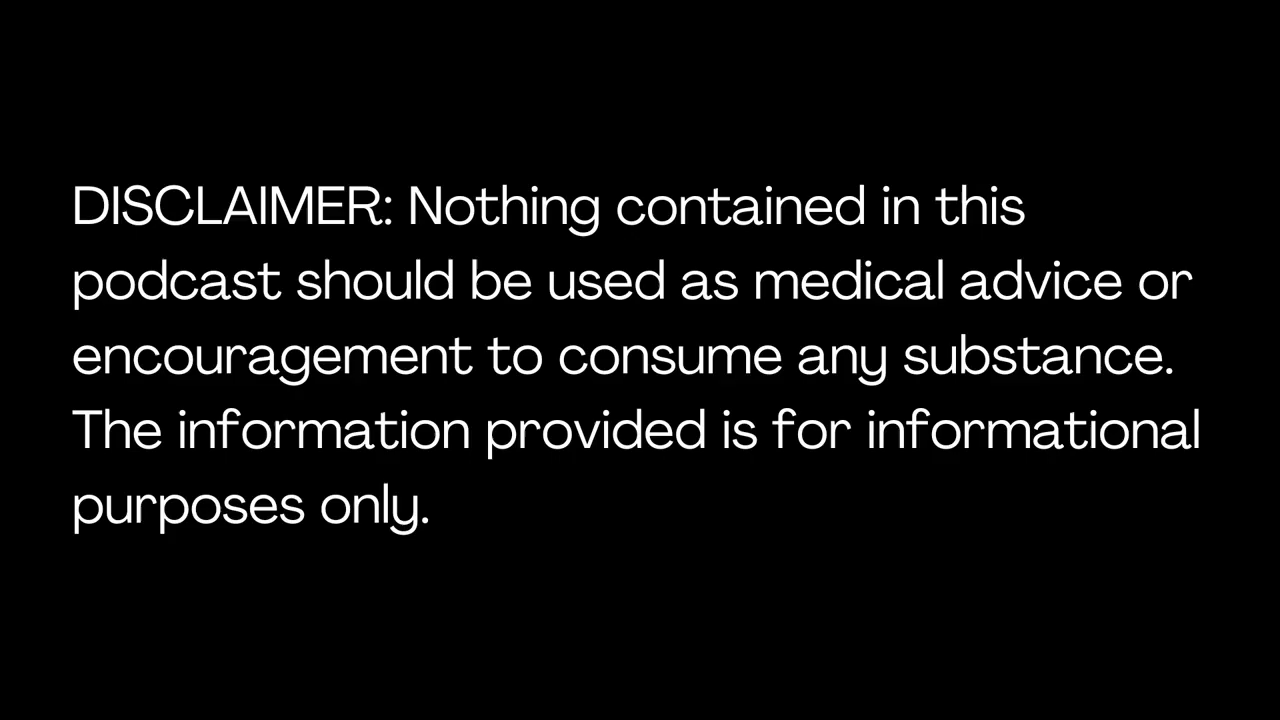 DISCLAIMER: Nothing contained in this
podcast should be used as medical advice or
encouragement to consume any substance.
The information provided is for informational
purposes only.